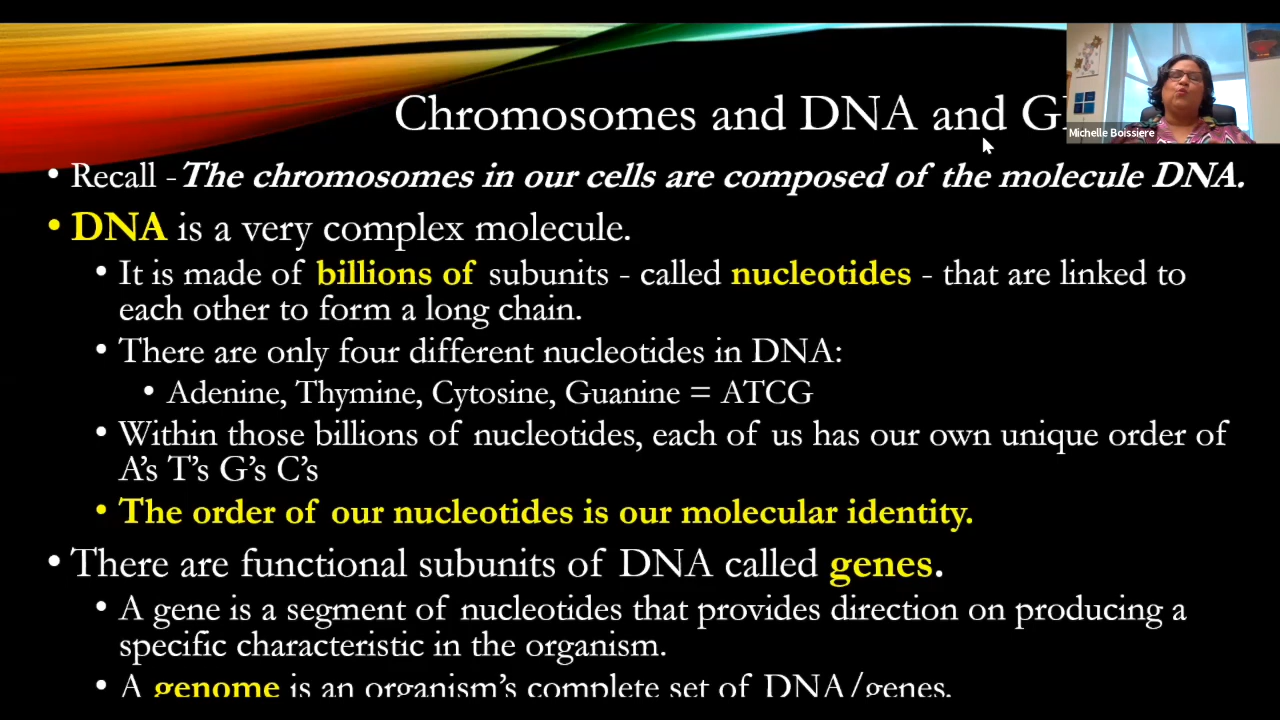 Chromosomes and DNA and
Michelle Boissiere
• Recall -The chromosomes in our cells are composed of the molecule DNA.
• DNA is a very complex molecule.
• It is made of billions of subunits - called nucleotides - that are linked to
each other to form a long chain.
• There are only four different nucleotides in DNA:
• Adenine, Thymine, Cytosine, Guanine = ATCG
• Within those billions of nucleotides, each of us has our own unique order of
A's T's G's C's
• The order of our nucleotides is our molecular identity.
• There are functional subunits of DNA called genes.
• A gene is a segment of nucleotides that provides direction on producing a
specific characteristic in the organism.
• A genome is an organism's complete set of DNA/genes.